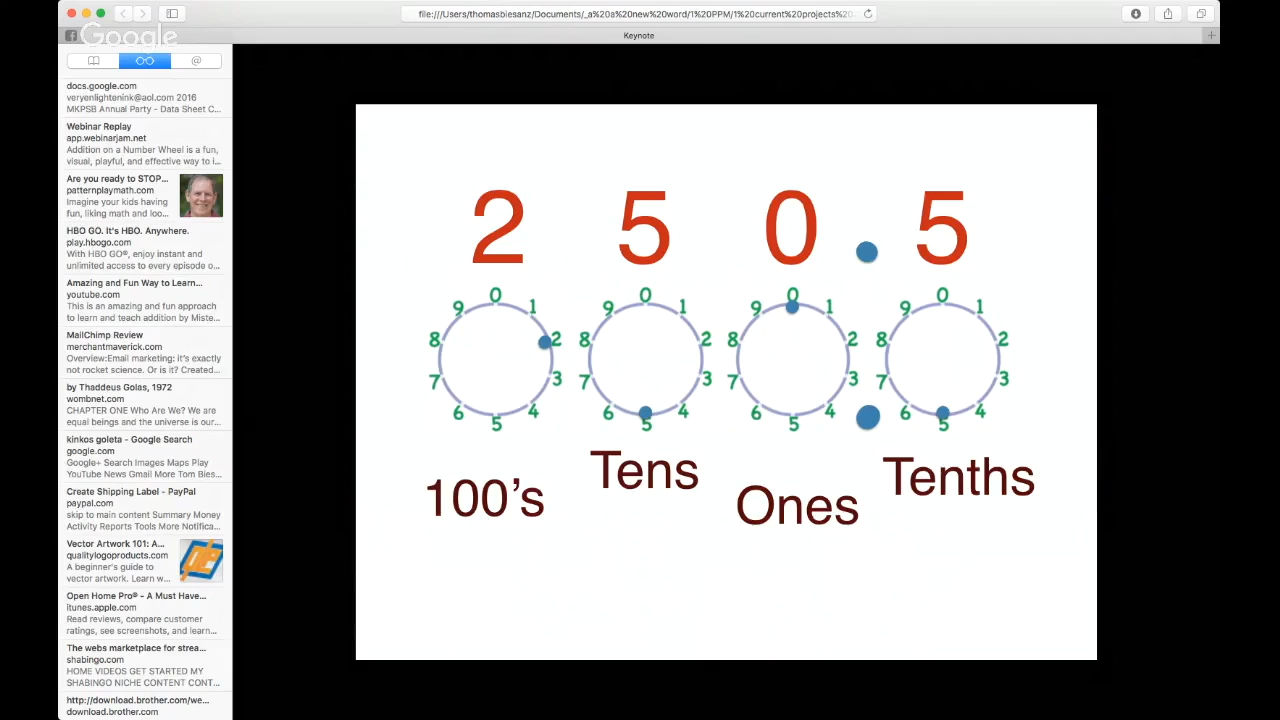 file:///Users/thomasbiesanz/Documents/_a%20a%20new%20word/1%20PPM/1%20current%20projects%20-
Google
Keynote
@
docs.google.com
veryenlightenink@aol.com 2016
MKPSB Annual Party - Data Sheet C...
Webinar Replay
app.webinarjam.net
Addition on a Number Wheel is a fun,
visual, playful, and effective way to i...
Are you ready to STOP...
patternplaymath.com
Imagine your kids having
fun, liking math and loo...
HBO GO. It's HBO. Anywhere.
play.hbogo.com
With HBO GO®, enjoy instant and
unlimited access to every episode o...
Amazing and Fun Way to Learn...
youtube.com
This is an amazing and fun approach
to learn and teach addition by Miste...
MailChimp Review
merchantmaverick.com
Overview:Email marketing: it's exactly
not rocket science. Or is it? Created...
by Thaddeus Golas, 1972
wombnet.com
CHAPTER ONE Who Are We? We are
equal beings and the universe is our...
kinkos goleta - Google Search
google.com
Google+ Search Images Maps Play
YouTube News Gmail More Tom Bies...
Create Shipping Label - PayPal
paypal.com
skip to main content Summary Money
Activity Reports Tools More Notifica...
Vector Artwork 101: A...
qualitylogoproducts.com
A beginner's guide to
vector artwork. Learn w...
Open Home Pro® - A Must Have...
itunes.apple.com
Read reviews, compare customer
ratings, see screenshots, and learn...
The webs marketplace for strea...
shabingo.com
HOME VIDEOS GET STARTED MY
SHABINGO NICHE CONTENT CONT...
http://download.brother.com/we...
download.brother.com
2 5 0 . 5
0 1 2 3 4 5 6 7 8 9
0 1 2 3 4 5 6 7 8 9
0 1 2 3 4 5 6 7 8 9
0 1 2 3 4 5 6 7 8 9
100's
Tens
Ones
Tenths